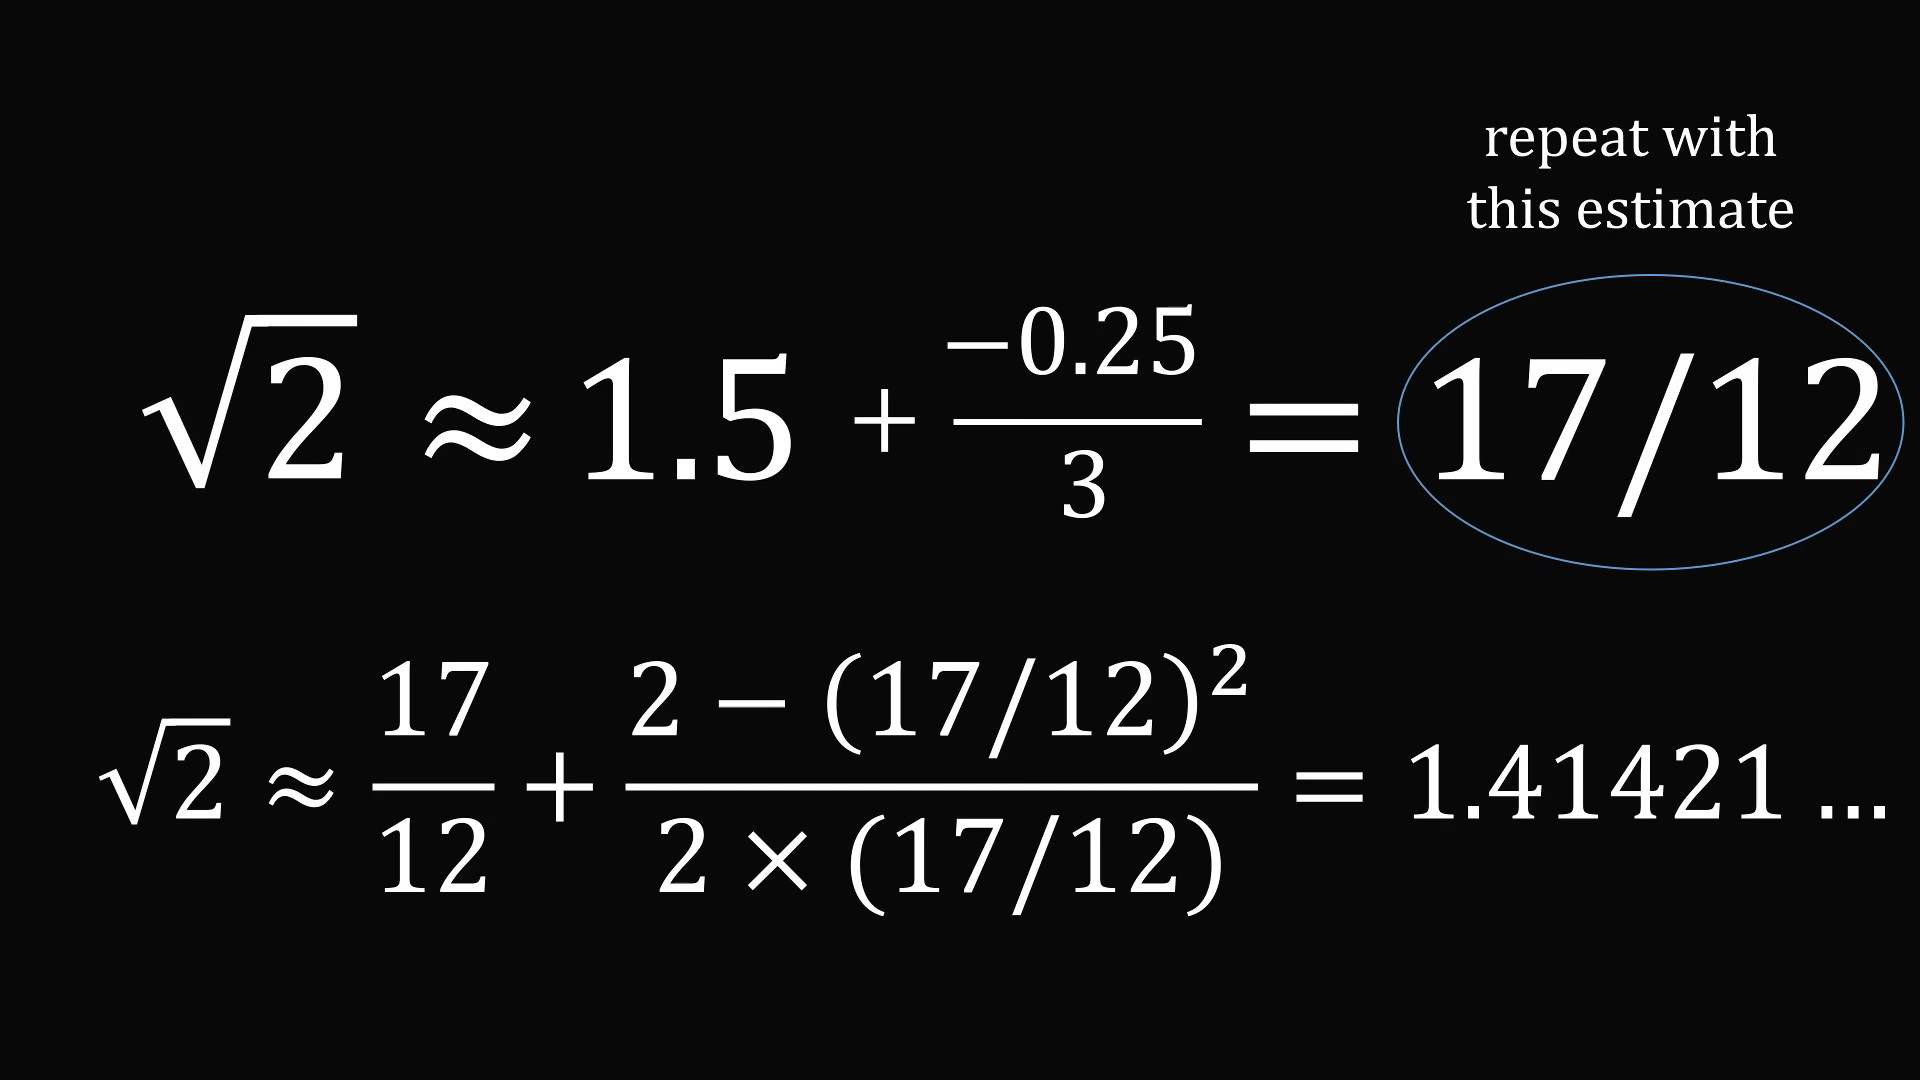 repeat with
this estimate
√2 ≈ 1.5 + −0.25/3 = 17/12
√2 ≈ 17/12 + (2 − (17/12)²)/(2 × (17/12)) = 1.41421 ...